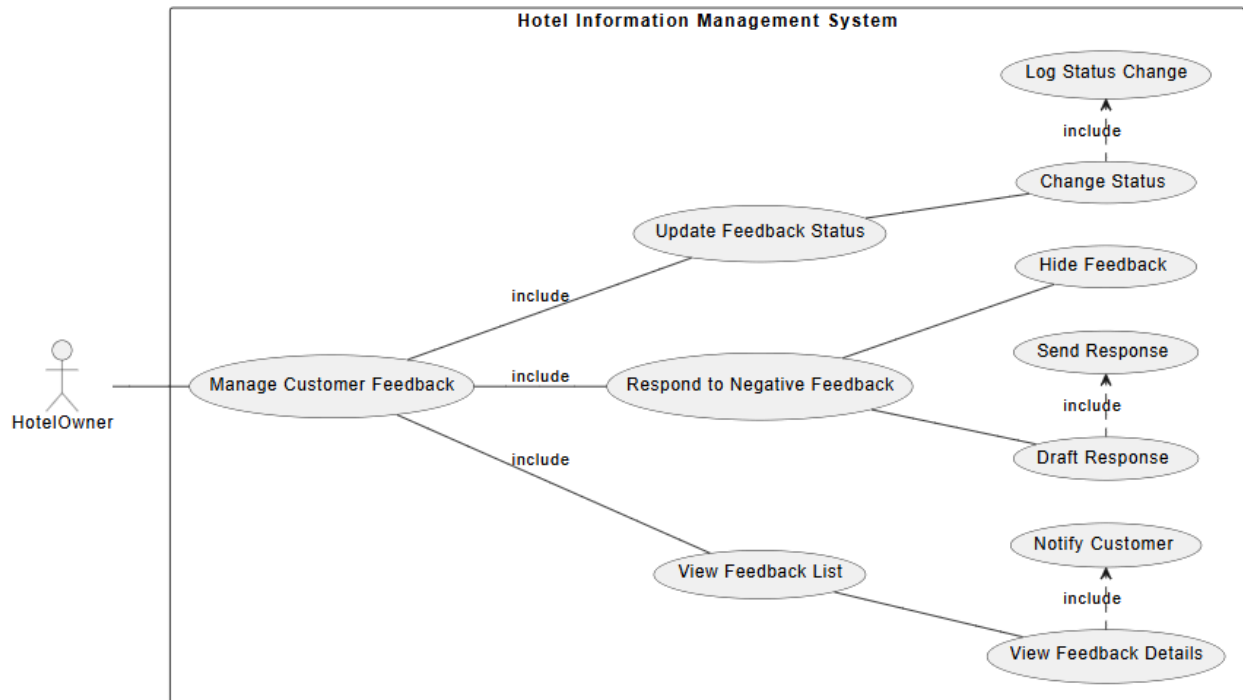 Hotel Information Management System
Log Status Change
include
Change Status
Update Feedback Status
Hide Feedback
include
Send Response
Manage Customer Feedback
include
Respond to Negative Feedback
include
HotelOwner
include
Draft Response
Notify Customer
View Feedback List
include
View Feedback Details